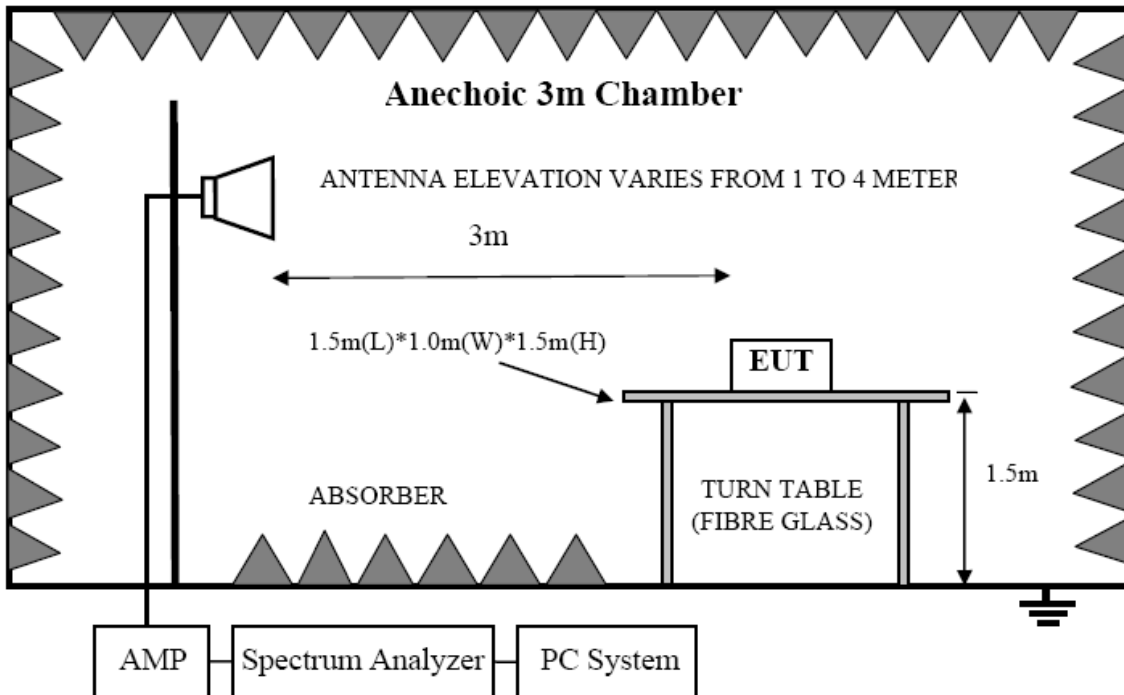 Anechoic 3m Chamber
ANTENNA ELEVATION VARIES FROM 1 TO 4 METER
3m
1.5m(L)*1.0m(W)*1.5m(H)
EUT
1.5m
ABSORBER
TURN TABLE
(FIBRE GLASS)
AMP
Spectrum Analyzer
PC System